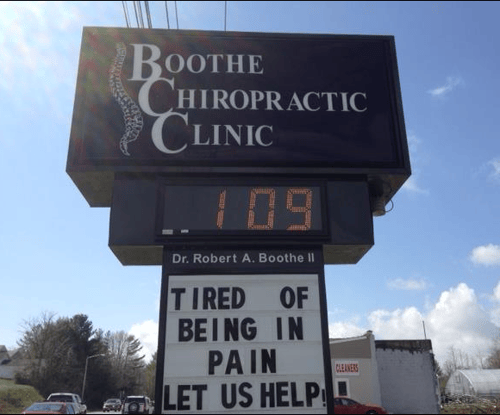 BOOTHE
CHIROPRACTIC
CLINIC
109
Dr. Robert A. Boothe II
TIRED OF
BEING IN
PAIN
LET US HELP!
CLEANERS